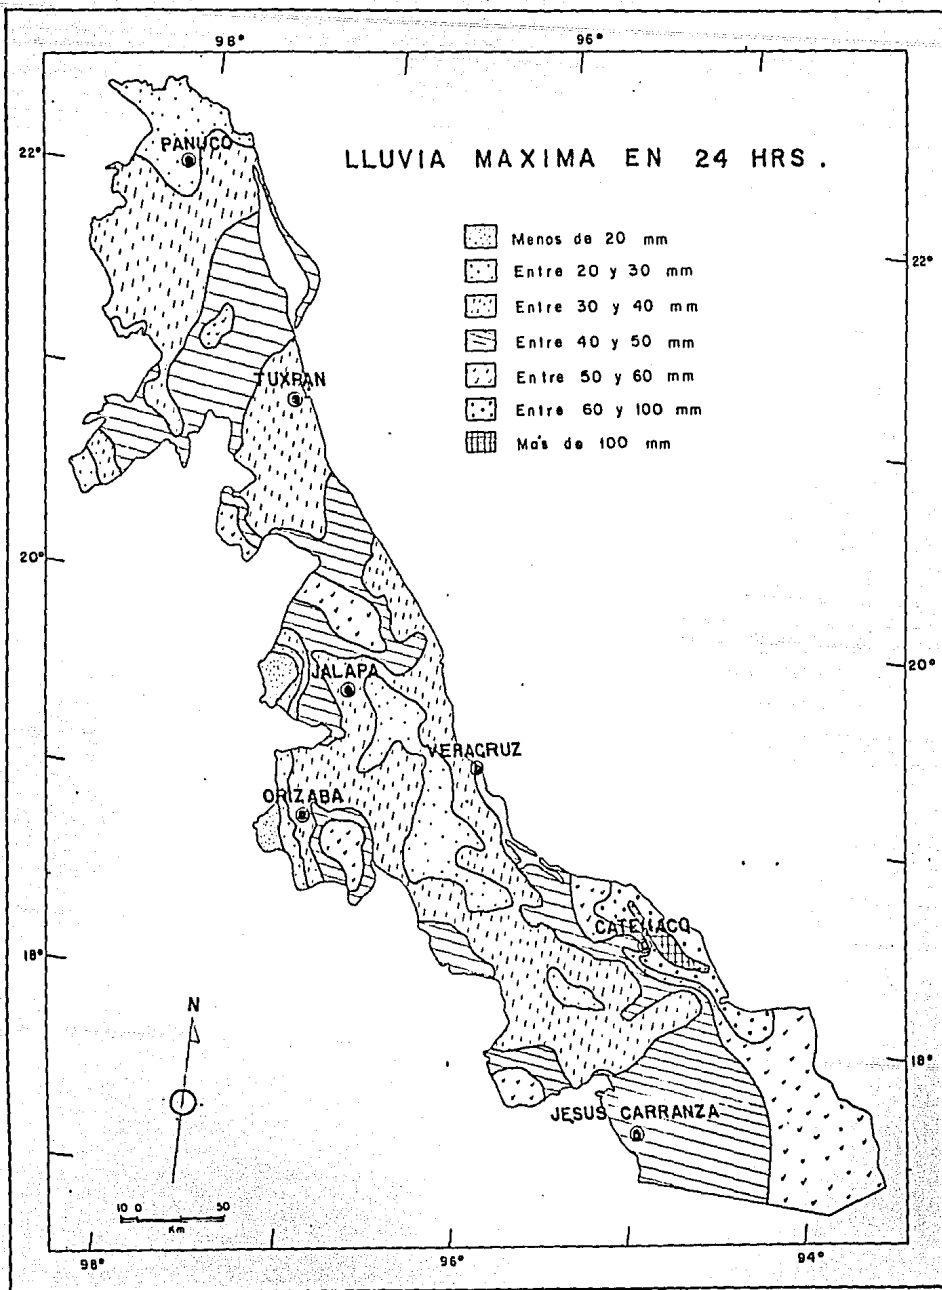 98° 96°
LLUVIA MAXIMA EN 24 HRS.
Menos de 20 mm
Entre 20 y 30 mm
Entre 30 y 40 mm
Entre 40 y 50 mm
Entre 50 y 60 mm
Entre 60 y 100 mm
Más de 100 mm
22°
22°
20°
20°
18°
18°
PANUCO
TUXPAN
JALAPA
VERACRUZ
ORIZABA
CATEMACO
JESUS CARRANZA
N
10 0 50
Km
98° 96° 94°